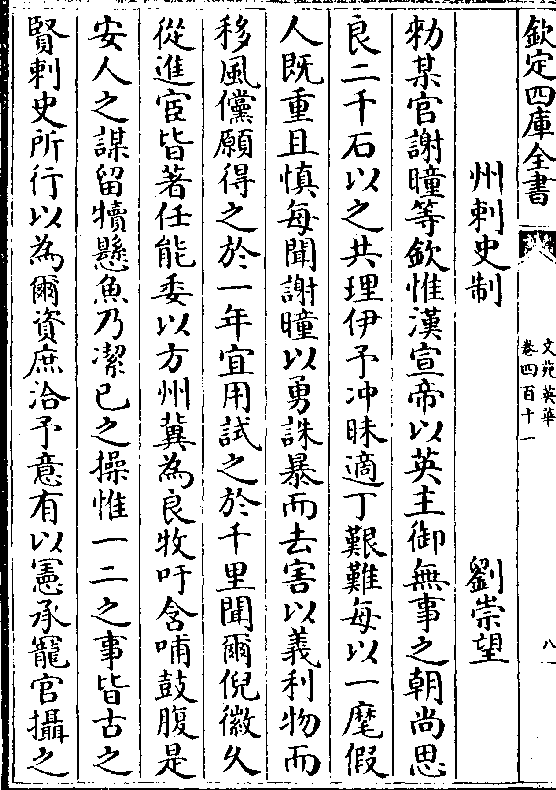 欽定四庫全書
文苑英華
卷四百十一
八
州刺史制
劉崇望
勑某官謝曈等欽惟漢宣帝以英主御無事之朝尚思
良二千石以之共理伊予冲昧適丁艱難每以一麾假
人既重且慎每聞謝曈以勇誅暴而去害以義利物而
移風儻願得之於一年宜用試之於千里聞爾倪徽久
從進宦皆著任能委以方州冀為良牧吁含哺鼓腹是
安人之謀留犢懸魚乃潔已之操惟一二之事皆古之
賢刺史所行以為爾資庶洽予意有以憲承寵官攝之